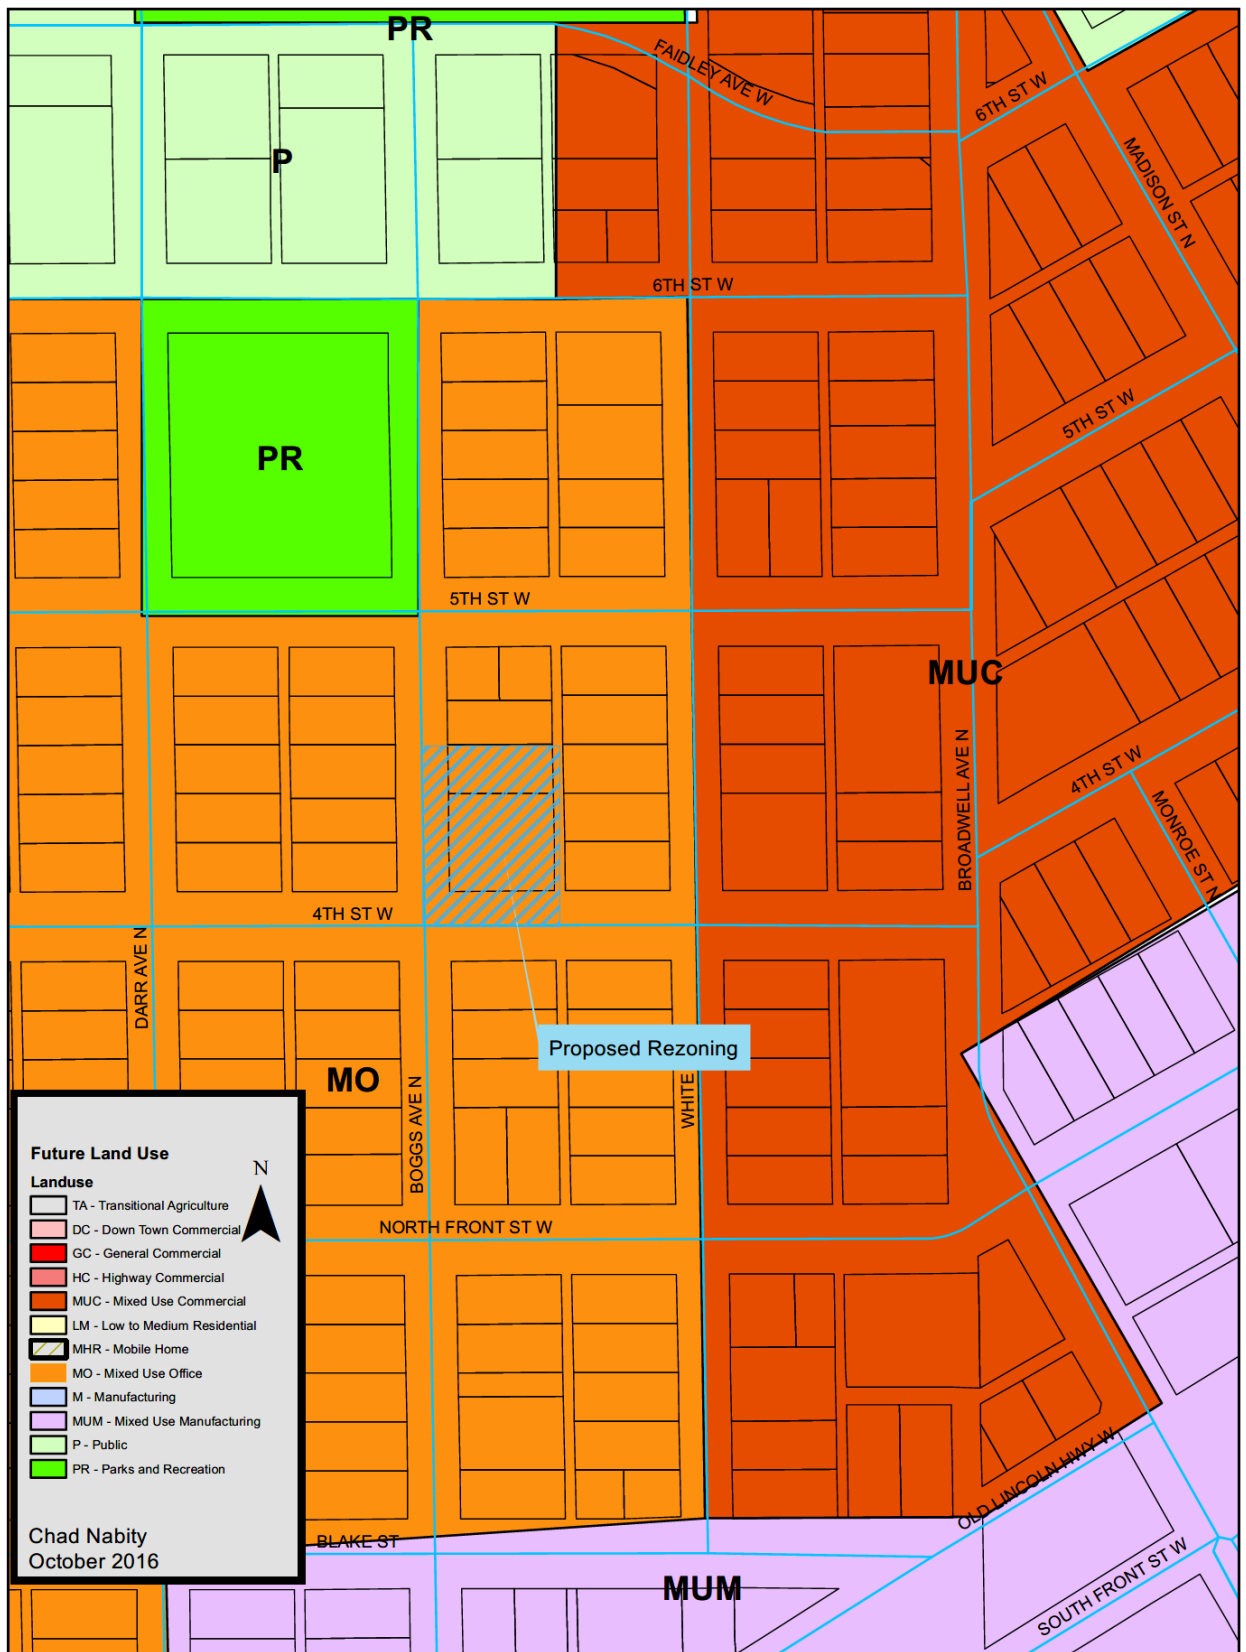 PR
FAIDLEY AVE W
6TH ST W
P
MADISON ST N
6TH ST W
5TH ST W
PR
5TH ST W
MUC
BROADWELL AVE N
4TH ST W
MONROE ST N
4TH ST W
DARR AVE N
Proposed Rezoning
MO
BOGGS AVE N
WHITE
NORTH FRONT ST W
Future Land Use
N
Landuse
TA - Transitional Agriculture
DC - Down Town Commercial
GC - General Commercial
HC - Highway Commercial
MUC - Mixed Use Commercial
LM - Low to Medium Residential
MHR - Mobile Home
MO - Mixed Use Office
M - Manufacturing
MUM - Mixed Use Manufacturing
P - Public
PR - Parks and Recreation
Chad Nabity
October 2016
OLD LINCOLN HWY W
BLAKE ST
MUM
SOUTH FRONT ST W